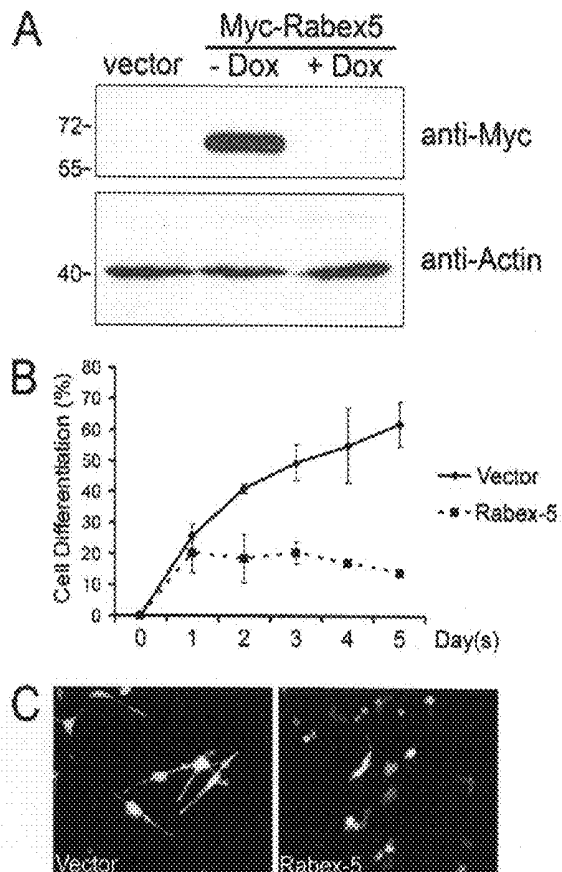 A
Myc-Rabex5
vector - Dox + Dox
72-
55-
anti-Myc
40-
anti-Actin
B
Cell Differentiation (%)
80
70
60
50
40
30
20
10
0
0 1 2 3 4 5 Day(s)
Vector
Rabex-5
C
Vector
Rabex-5